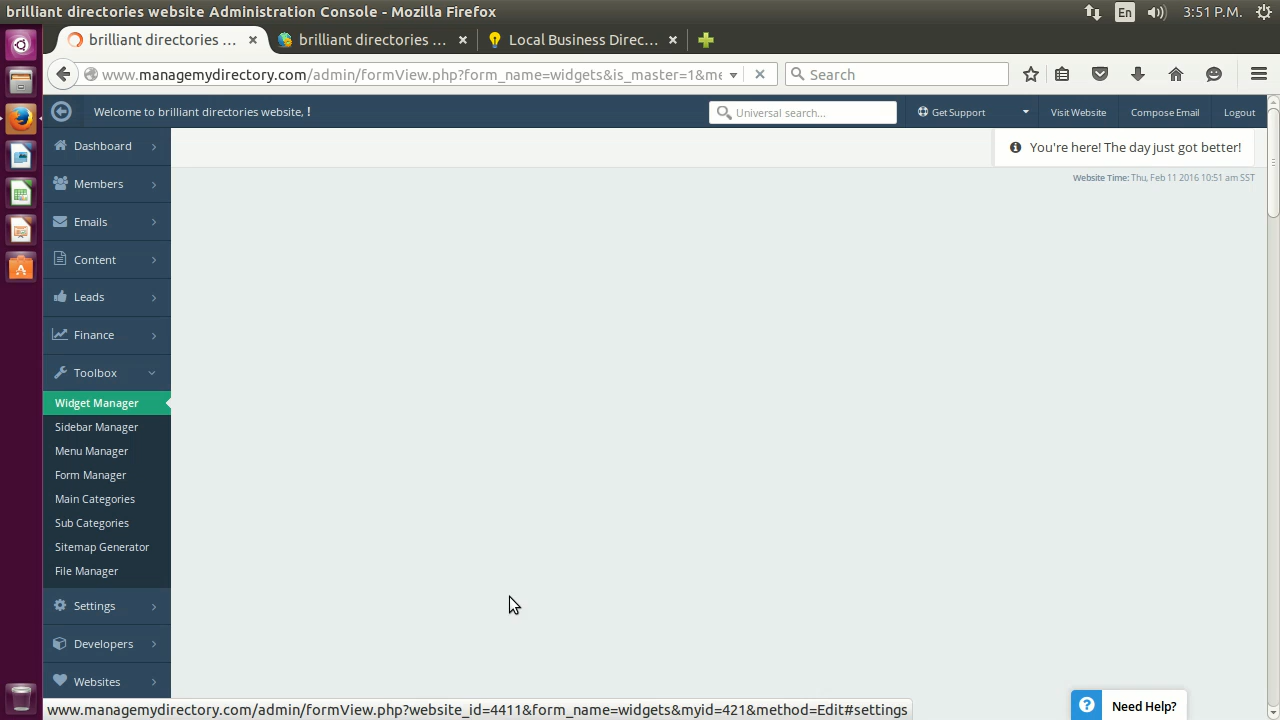 brilliant directories website Administration Console - Mozilla Firefox
En
3:51 P.M.
brilliant directories ...
brilliant directories ...
Local Business Direc...
www.managemydirectory.com/admin/formView.php?form_name=widgets&is_master=1&me
Search
Welcome to brilliant directories website, !
Universal search...
Get Support
Visit Website
Compose Email
Logout
Dashboard
You're here! The day just got better!
Website Time: Thu, Feb 11 2016 10:51 am SST
Members
Emails
Content
Leads
Finance
Toolbox
Widget Manager
Sidebar Manager
Menu Manager
Form Manager
Main Categories
Sub Categories
Sitemap Generator
File Manager
Settings
Developers
Websites
Need Help?
www.managemydirectory.com/admin/formView.php?website_id=4411&form_name=widgets&myid=421&method=Edit#settings